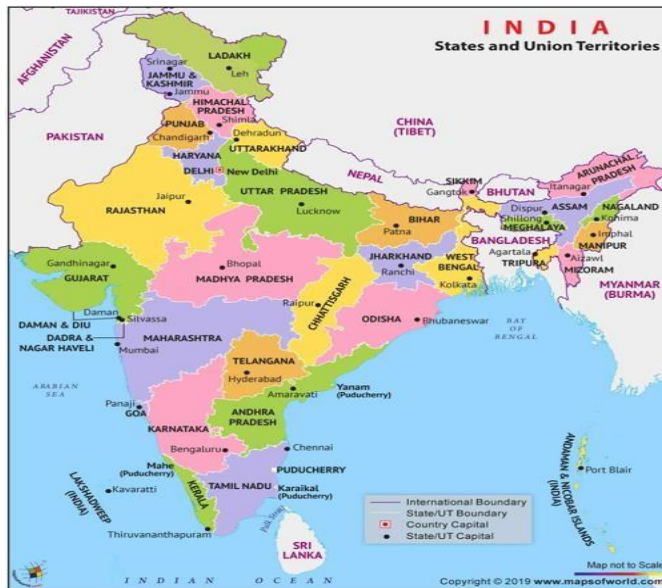 INDIA
States and Union Territories
TAJIKISTAN
AFGHANISTAN
PAKISTAN
CHINA
(TIBET)
NEPAL
BHUTAN
BANGLADESH
MYANMAR
(BURMA)
SRI
LANKA
LADAKH
Leh
Srinagar
JAMMU &
KASHMIR
Jammu
HIMACHAL
PRADESH
Shimla
PUNJAB
Chandigarh
Dehradun
UTTARAKHAND
HARYANA
DELHI
New Delhi
RAJASTHAN
Jaipur
UTTAR PRADESH
Lucknow
BIHAR
Patna
SIKKIM
Gangtok
ARUNACHAL
PRADESH
Itanagar
ASSAM
Dispur
NAGALAND
Kohima
Shillong
MEGHALAYA
Imphal
MANIPUR
Agartala
TRIPURA
Aizawl
MIZORAM
Gandhinagar
GUJARAT
Bhopal
MADHYA PRADESH
JHARKHAND
Ranchi
WEST
BENGAL
Kolkata
Raipur
CHHATTISGARH
ODISHA
Bhubaneswar
Daman
DAMAN & DIU
Silvassa
DADRA &
NAGAR HAVELI
MAHARASHTRA
Mumbai
TELANGANA
Hyderabad
Amaravati
Yanam
(Puducherry)
ANDHRA
PRADESH
Panaji
GOA
KARNATAKA
Bengaluru
Chennai
Mahe
(Puducherry)
PUDUCHERRY
KERALA
TAMIL NADU
Karaikal
(Puducherry)
Kavaratti
LAKSHADWEEP
(INDIA)
Thiruvananthapuram
Palk Strait
Port Blair
ANDAMAN & NICOBAR ISLANDS
(INDIA)
ARABIAN
SEA
BAY
OF
BENGAL
INDIAN OCEAN
International Boundary
State/UT Boundary
Country Capital
State/UT Capital
Map not to Scale
Copyright © 2019 www.mapsofworld.com